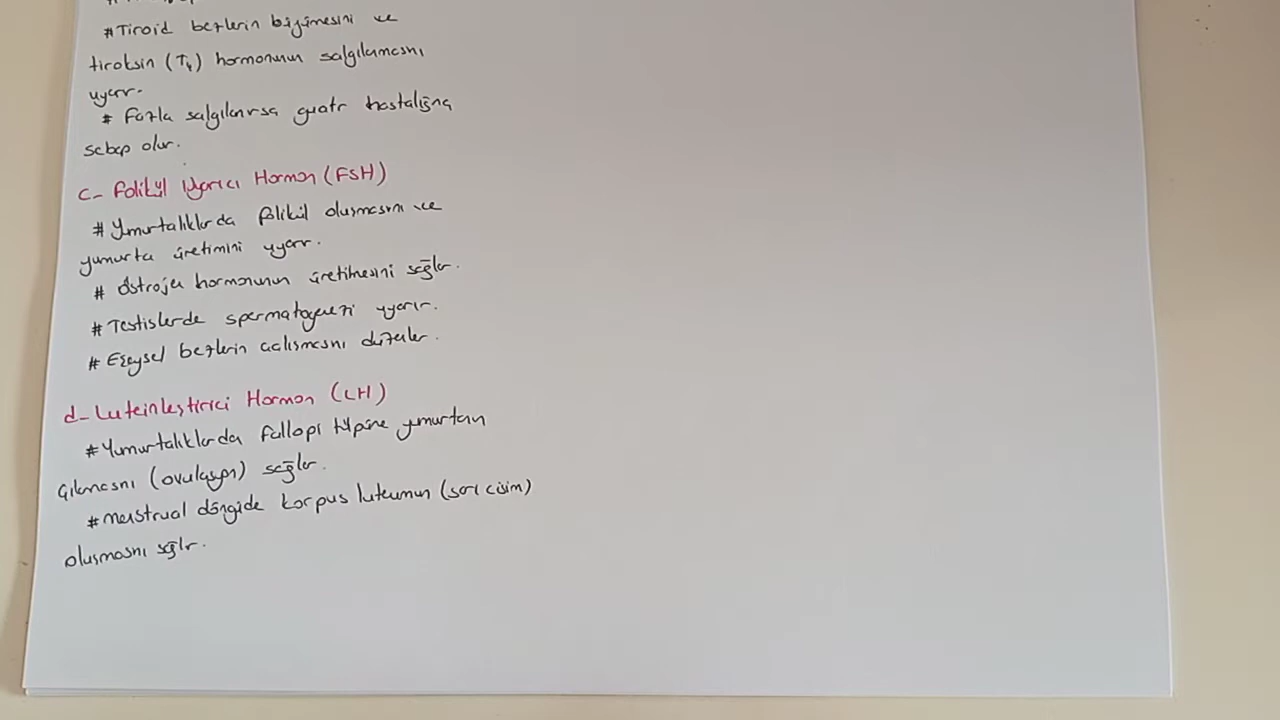 #Tiroid bezlerin büyümesini ve
tiroksin (T4) hormonunun salgılanmasını
uyarır.
# Fazla salgılanırsa guatr hastalığına
sebep olur.
c- Folikül Uyarıcı Hormon (FSH)
# Yumurtalıklarda folikül oluşmasını ve
yumurta üretimini uyarır.
# Östrojen hormonunun üretilmesini sağlar.
# Testislerde spermatogenezi uyarır.
# Eşeysel bezlerin çalışmasını düzenler.
d- Luteinleştirici Hormon (LH)
# Yumurtalıklarda fallopi tüpüne yumurtanın
çıkmasını (ovulasyon) sağlar.
# menstrual döngüde korpus luteumun (sarı cisim)
oluşmasını sağlar.